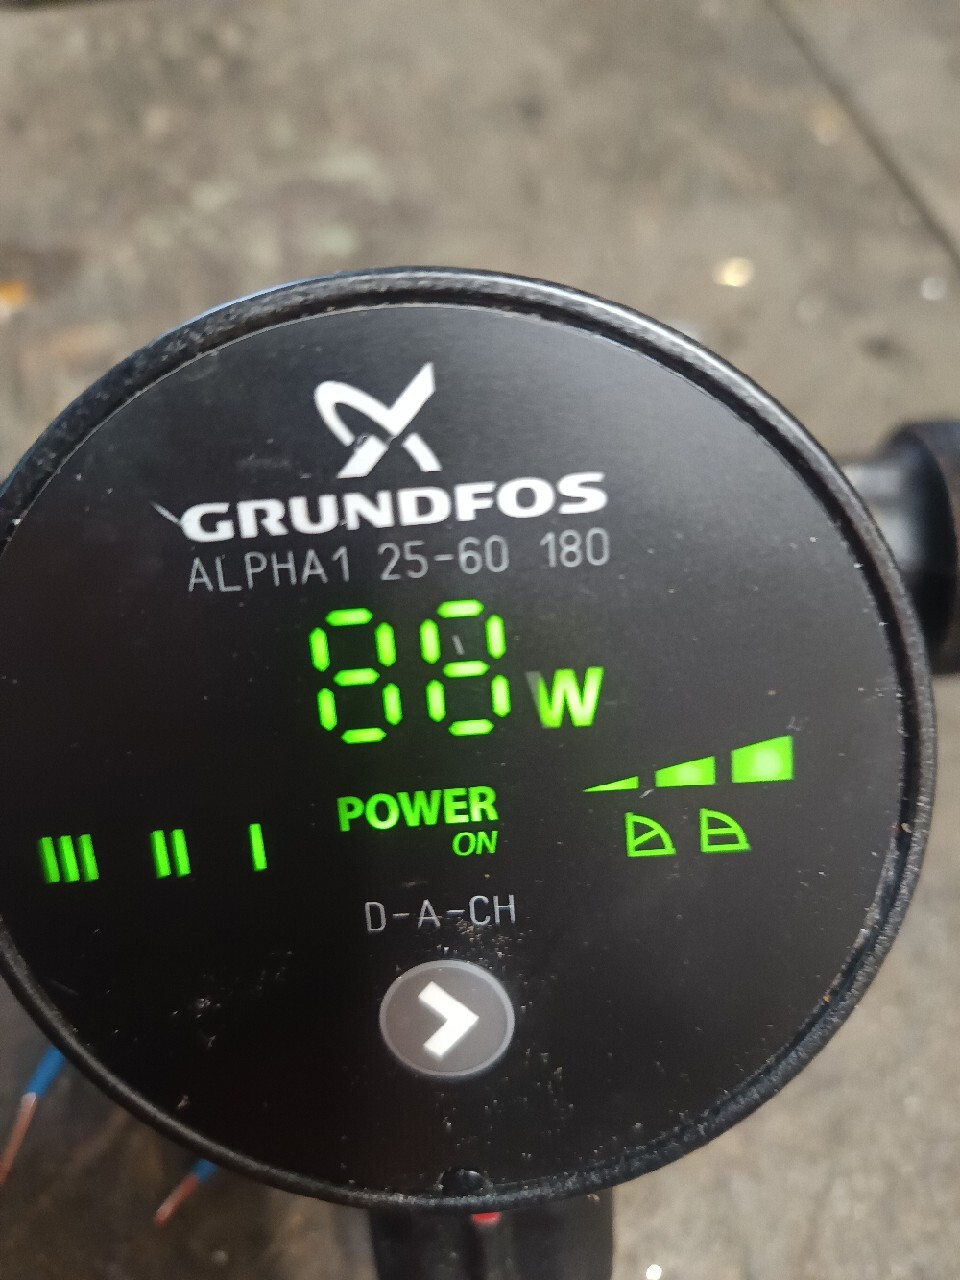 GRUNDFOS
ALPHA1 25-60 180
88 W
POWER
ON
III II I
D-A-CH